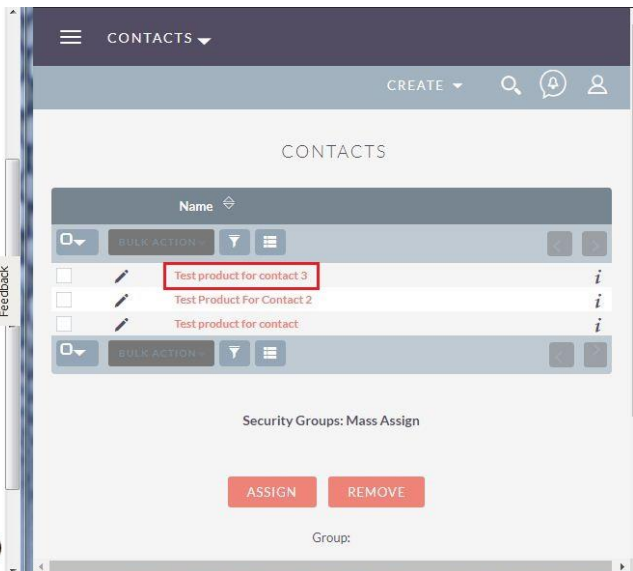 CONTACTS
CREATE
CONTACTS
Name
BULK ACTION
Test product for contact 3
i
Test Product For Contact 2
i
Test product for contact
i
BULK ACTION
Feedback
Security Groups: Mass Assign
ASSIGN REMOVE
Group: